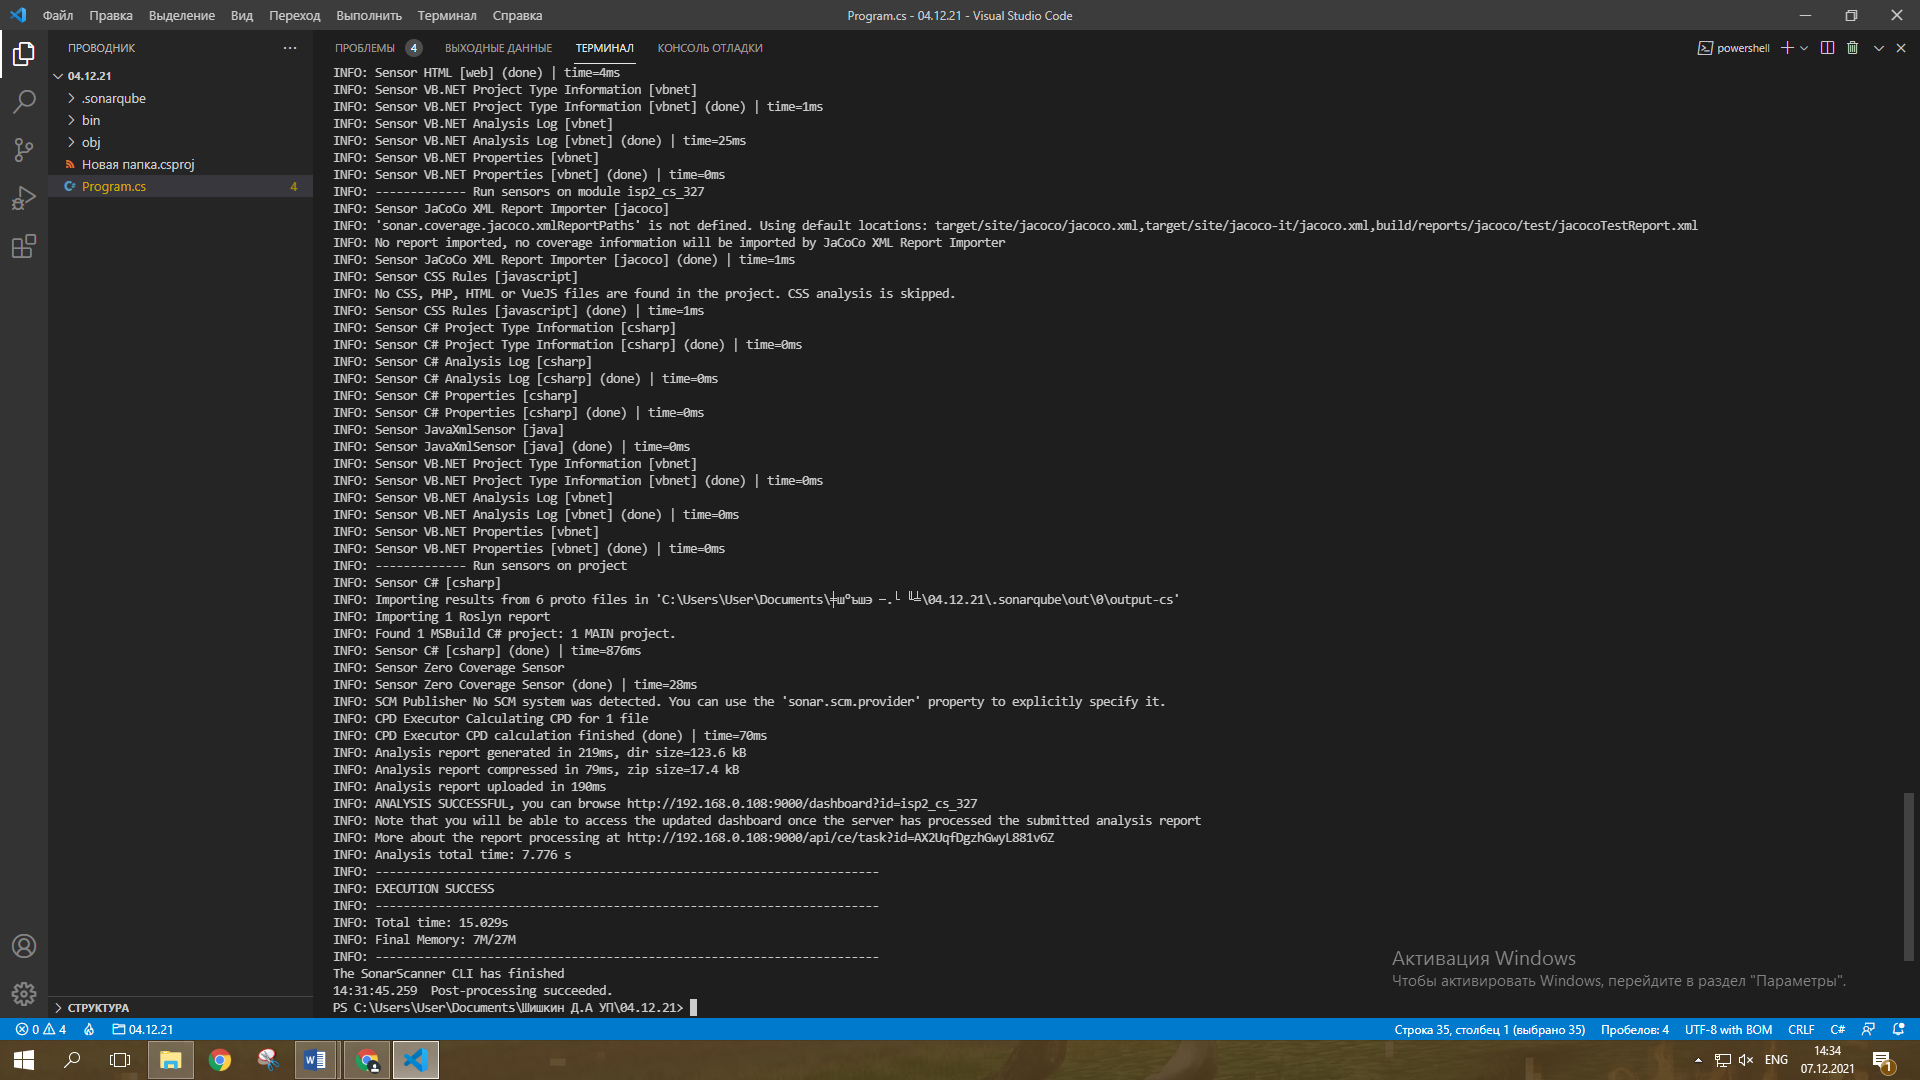 Файл Правка Выделение Вид Переход Выполнить Терминал Справка
Program.cs - 04.12.21 - Visual Studio Code
ПРОВОДНИК
04.12.21
.sonarqube
bin
obj
Новая папка.csproj
Program.cs 4
СТРУКТУРА
ПРОБЛЕМЫ 4 ВЫХОДНЫЕ ДАННЫЕ ТЕРМИНАЛ КОНСОЛЬ ОТЛАДКИ
powershell
INFO: Sensor HTML [web] (done) | time=4ms
INFO: Sensor VB.NET Project Type Information [vbnet]
INFO: Sensor VB.NET Project Type Information [vbnet] (done) | time=1ms
INFO: Sensor VB.NET Analysis Log [vbnet]
INFO: Sensor VB.NET Analysis Log [vbnet] (done) | time=25ms
INFO: Sensor VB.NET Properties [vbnet]
INFO: Sensor VB.NET Properties [vbnet] (done) | time=0ms
INFO: ------------- Run sensors on module isp2_cs_327
INFO: Sensor JaCoCo XML Report Importer [jacoco]
INFO: 'sonar.coverage.jacoco.xmlReportPaths' is not defined. Using default locations: target/site/jacoco/jacoco.xml,target/site/jacoco-it/jacoco.xml,build/reports/jacoco/test/jacocoTestReport.xml
INFO: No report imported, no coverage information will be imported by JaCoCo XML Report Importer
INFO: Sensor JaCoCo XML Report Importer [jacoco] (done) | time=1ms
INFO: Sensor CSS Rules [javascript]
INFO: No CSS, PHP, HTML or VueJS files are found in the project. CSS analysis is skipped.
INFO: Sensor CSS Rules [javascript] (done) | time=1ms
INFO: Sensor C# Project Type Information [csharp]
INFO: Sensor C# Project Type Information [csharp] (done) | time=0ms
INFO: Sensor C# Analysis Log [csharp]
INFO: Sensor C# Analysis Log [csharp] (done) | time=0ms
INFO: Sensor C# Properties [csharp]
INFO: Sensor C# Properties [csharp] (done) | time=0ms
INFO: Sensor JavaXmlSensor [java]
INFO: Sensor JavaXmlSensor [java] (done) | time=0ms
INFO: Sensor VB.NET Project Type Information [vbnet]
INFO: Sensor VB.NET Project Type Information [vbnet] (done) | time=0ms
INFO: Sensor VB.NET Analysis Log [vbnet]
INFO: Sensor VB.NET Analysis Log [vbnet] (done) | time=0ms
INFO: Sensor VB.NET Properties [vbnet]
INFO: Sensor VB.NET Properties [vbnet] (done) | time=0ms
INFO: ------------- Run sensors on project
INFO: Sensor C# [csharp]
INFO: Importing results from 6 proto files in 'C:\Users\User\Documents\╪шºъшэ ─.└ ╙╧\04.12.21\.sonarqube\out\0\output-cs'
INFO: Importing 1 Roslyn report
INFO: Found 1 MSBuild C# project: 1 MAIN project.
INFO: Sensor C# [csharp] (done) | time=876ms
INFO: Sensor Zero Coverage Sensor
INFO: Sensor Zero Coverage Sensor (done) | time=28ms
INFO: SCM Publisher No SCM system was detected. You can use the 'sonar.scm.provider' property to explicitly specify it.
INFO: CPD Executor Calculating CPD for 1 file
INFO: CPD Executor CPD calculation finished (done) | time=70ms
INFO: Analysis report generated in 219ms, dir size=123.6 kB
INFO: Analysis report compressed in 79ms, zip size=17.4 kB
INFO: Analysis report uploaded in 190ms
INFO: ANALYSIS SUCCESSFUL, you can browse http://192.168.0.108:9000/dashboard?id=isp2_cs_327
INFO: Note that you will be able to access the updated dashboard once the server has processed the submitted analysis report
INFO: More about the report processing at http://192.168.0.108:9000/api/ce/task?id=AX2UqfDgzhGwyL881v6Z
INFO: Analysis total time: 7.776 s
INFO: ------------------------------------------------------------------------
INFO: EXECUTION SUCCESS
INFO: ------------------------------------------------------------------------
INFO: Total time: 15.029s
INFO: Final Memory: 7M/27M
INFO: ------------------------------------------------------------------------
The SonarScanner CLI has finished
14:31:45.259  Post-processing succeeded.
PS C:\Users\User\Documents\Шишкин Д.А УП\04.12.21>
Активация Windows
Чтобы активировать Windows, перейдите в раздел "Параметры".
0 4 04.12.21
Строка 35, столбец 1 (выбрано 35) Пробелов: 4 UTF-8 with BOM CRLF C#
ENG
14:34
07.12.2021
1